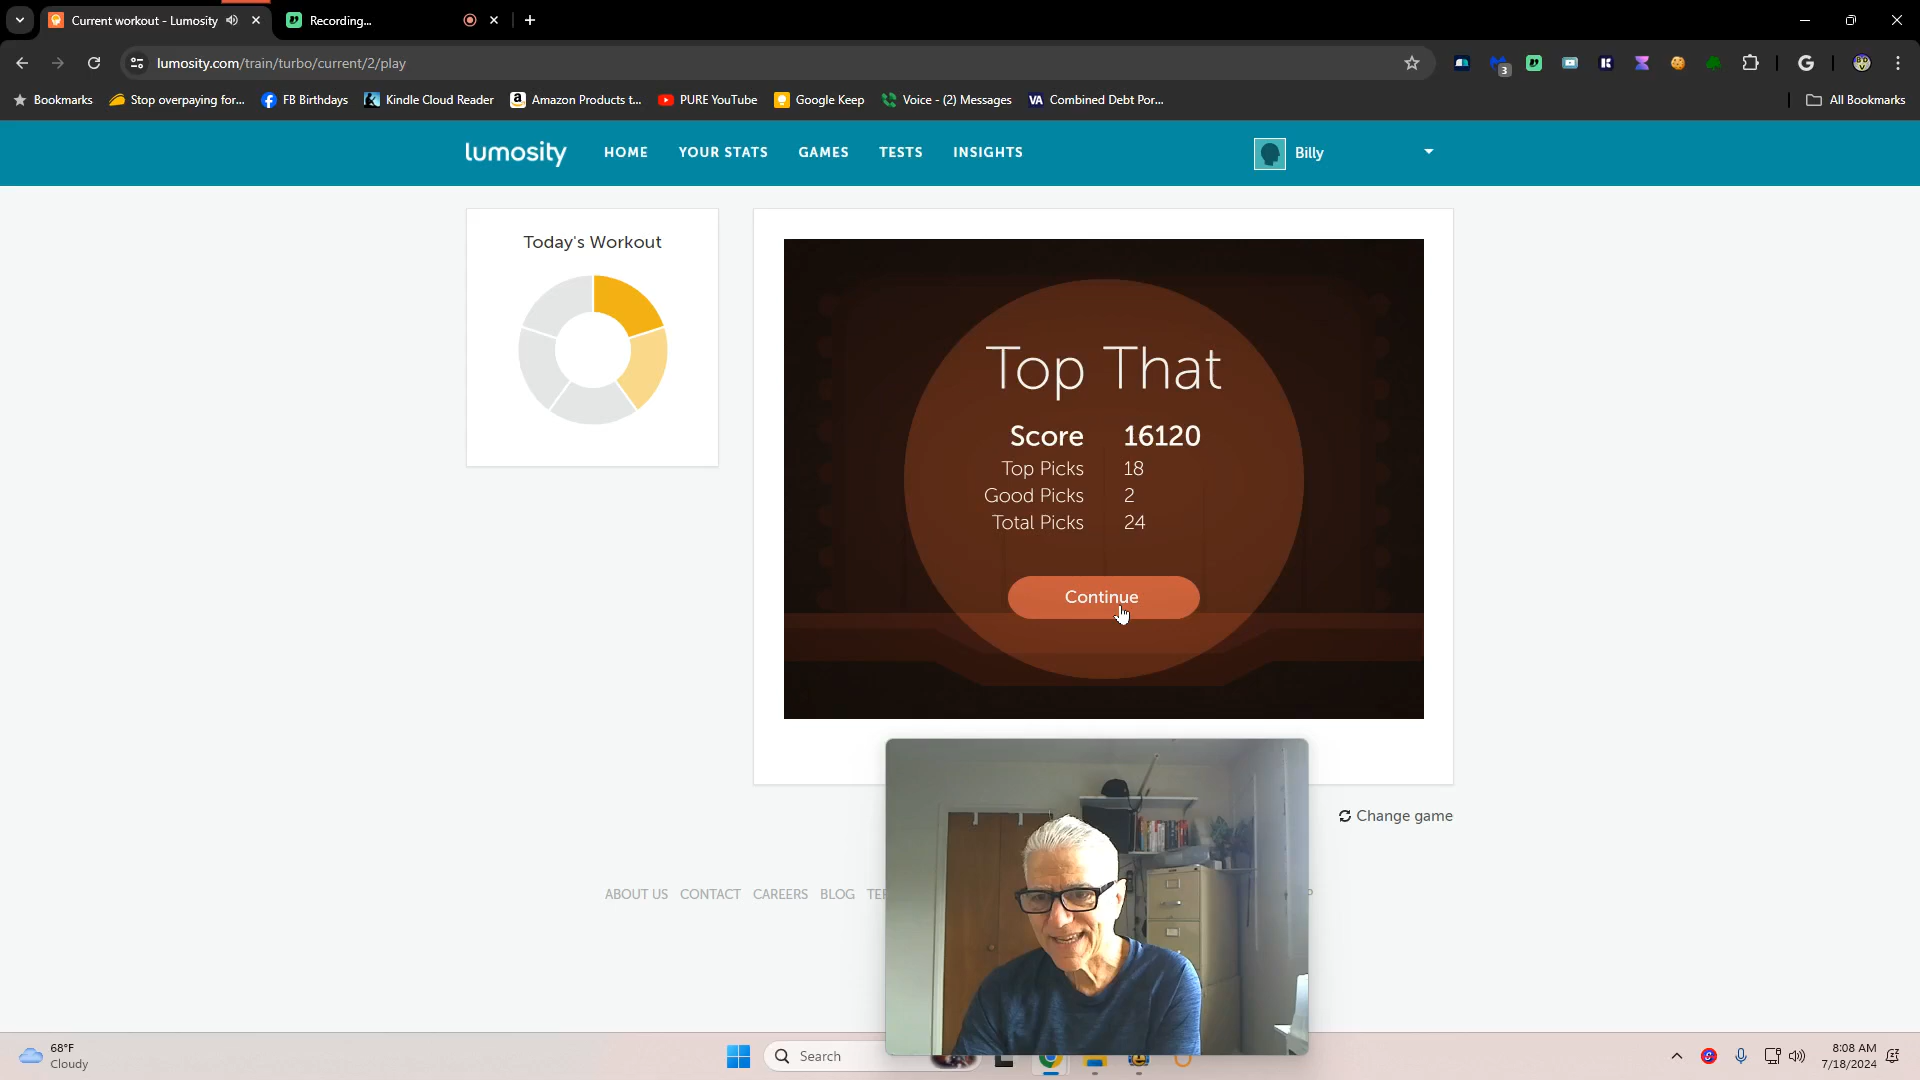 Current workout - Lumosity
Recording...
lumosity.com/train/turbo/current/2/play
3
Bookmarks
Stop overpaying for...
FB Birthdays
Kindle Cloud Reader
Amazon Products t...
PURE YouTube
Google Keep
Voice - (2) Messages
VA Combined Debt Por...
All Bookmarks
lumosity
HOME
YOUR STATS
GAMES
TESTS
INSIGHTS
Billy
Today's Workout
Top That
Score 16120
Top Picks 18
Good Picks 2
Total Picks 24
Continue
Change game
ABOUT US
CONTACT
CAREERS
BLOG
68°F
Cloudy
Search
8:08 AM
7/18/2024